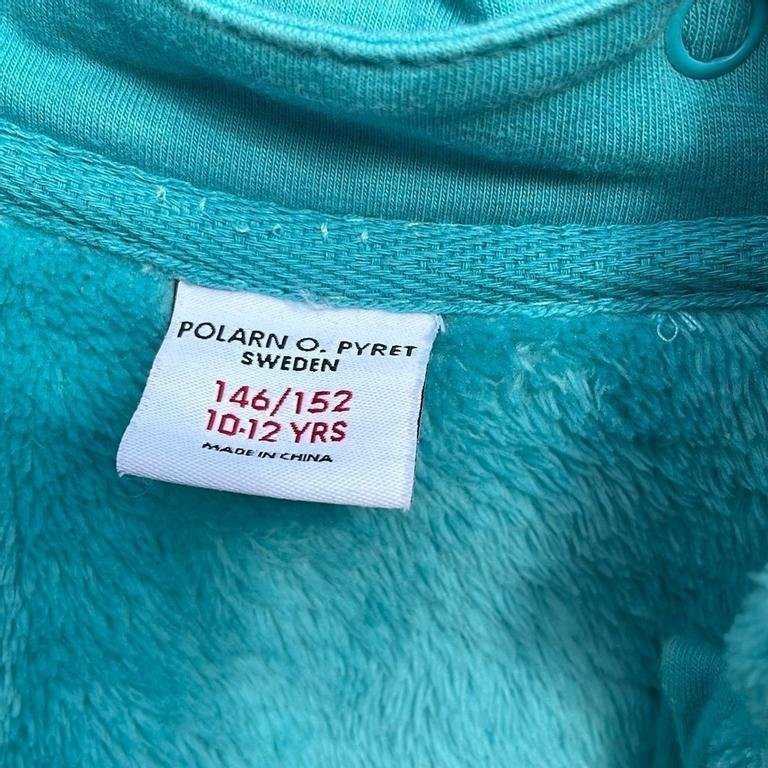 POLARN O. PYRET
SWEDEN
146/152
10-12 YRS
MADE IN CHINA